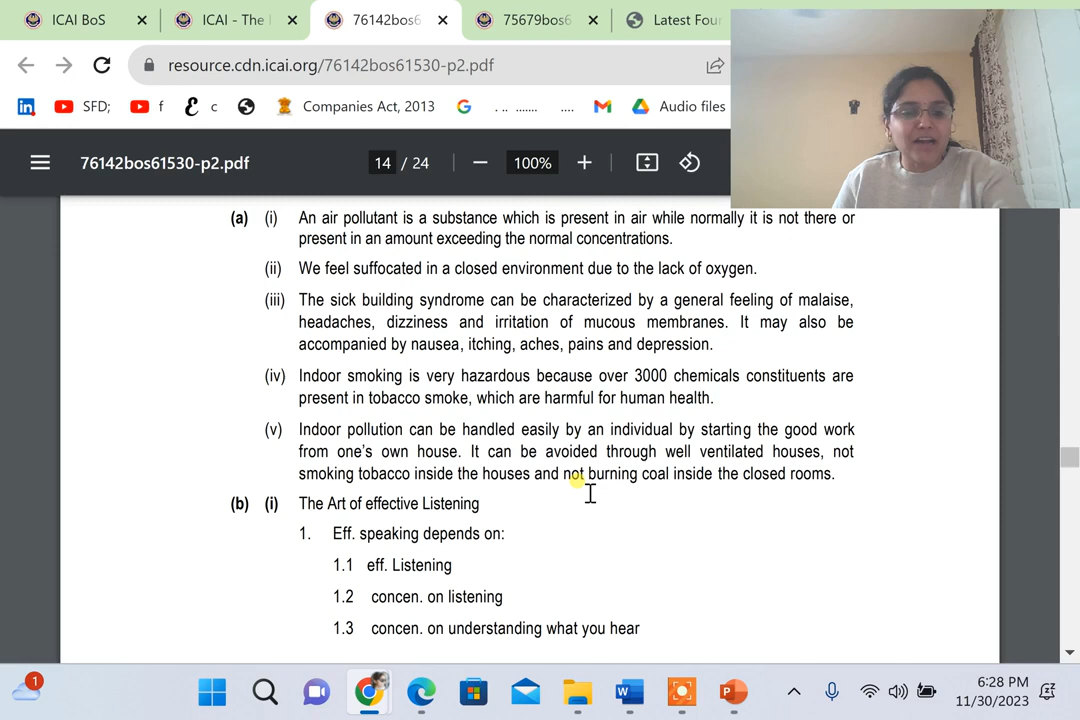 ICAI BoS
ICAI - The
76142bos6
75679bos6
Latest Four
resource.cdn.icai.org/76142bos61530-p2.pdf
SFD;
f
c
Companies Act, 2013
. .. ....... ....
Audio files
76142bos61530-p2.pdf
14 / 24
100%
(a) (i) An air pollutant is a substance which is present in air while normally it is not there or
present in an amount exceeding the normal concentrations.
(ii) We feel suffocated in a closed environment due to the lack of oxygen.
(iii) The sick building syndrome can be characterized by a general feeling of malaise,
headaches, dizziness and irritation of mucous membranes. It may also be
accompanied by nausea, itching, aches, pains and depression.
(iv) Indoor smoking is very hazardous because over 3000 chemicals constituents are
present in tobacco smoke, which are harmful for human health.
(v) Indoor pollution can be handled easily by an individual by starting the good work
from one's own house. It can be avoided through well ventilated houses, not
smoking tobacco inside the houses and not burning coal inside the closed rooms.
(b) (i) The Art of effective Listening
1. Eff. speaking depends on:
1.1 eff. Listening
1.2 concen. on listening
1.3 concen. on understanding what you hear
1
6:28 PM
11/30/2023